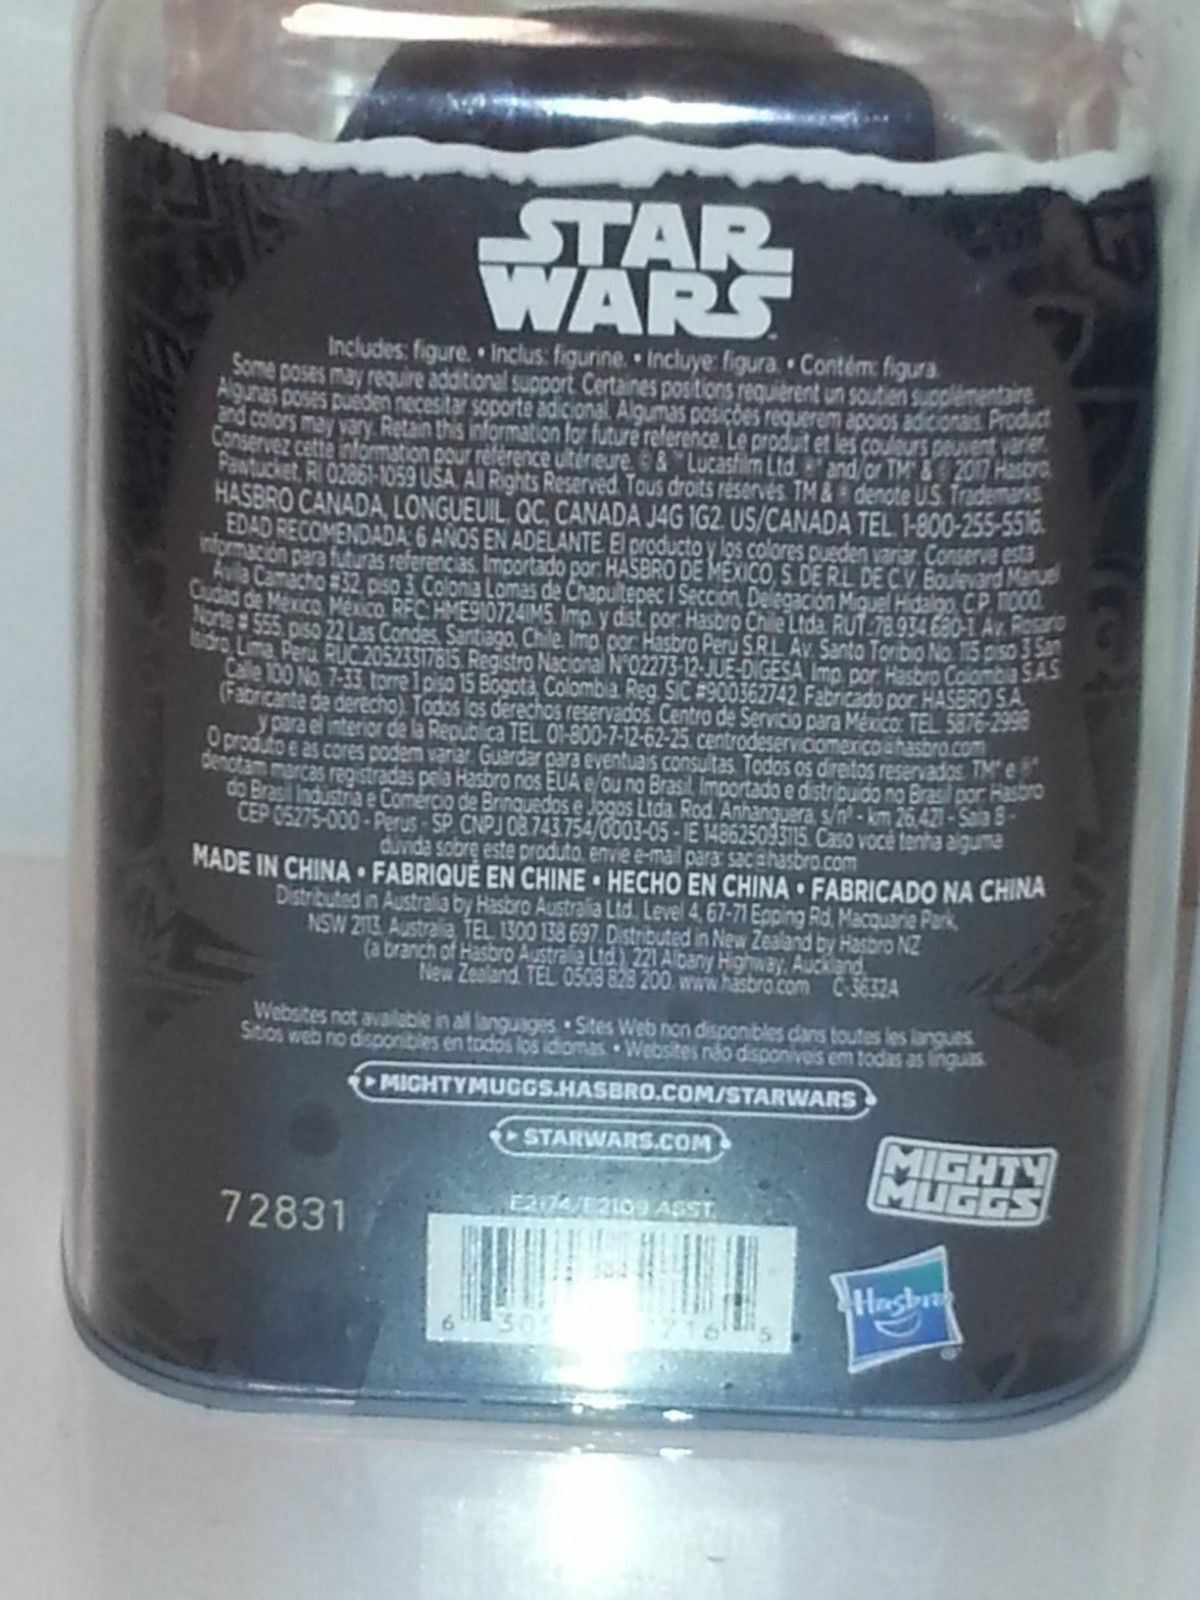 STAR
WARS
Includes: figure. • Inclus: figurine. • Incluye: figura. • Contém: figura.
Some poses may require additional support. Certaines positions requièrent un soutien supplémentaire.
Algunas poses pueden necesitar soporte adicional. Algumas posições requerem apoios adicionais. Product
and colors may vary. Retain this information for future reference. Le produit et les couleurs peuvent varier.
Conservez cette information pour référence ultérieure. © & ™ Lucasfilm Ltd. ®* and/or TM* & © 2017 Hasbro,
Pawtucket, RI 02861-1059 USA. All Rights Reserved. Tous droits réservés. TM & ® denote U.S. Trademarks.
HASBRO CANADA, LONGUEUIL, QC, CANADA J4G 1G2. US/CANADA TEL. 1-800-255-5516.
EDAD RECOMENDADA: 6 AÑOS EN ADELANTE. El producto y los colores pueden variar. Conserve esta
información para futuras referencias. Importado por: HASBRO DE MÉXICO, S. DE R.L. DE C.V. Boulevard Manuel
Ávila Camacho #32, piso 3, Colonia Lomas de Chapultepec I Sección, Delegación Miguel Hidalgo, C.P. 11000.
Ciudad de México, México. RFC: HME910724IM5. Imp. y dist. por: Hasbro Chile Ltda. RUT.:78.934.680-1. Av. Rosario
Norte # 555, piso 22 Las Condes, Santiago, Chile. Imp. por: Hasbro Peru S.R.L. Av. Santo Toribio No. 115 piso 3 San
Isidro, Lima, Perú. RUC.20523317815. Registro Nacional N°02273-12-JUE-DIGESA. Imp. por: Hasbro Colombia S.A.S.
Calle 100 No. 7-33, torre 1 piso 15 Bogotá, Colombia. Reg. SIC #900362742. Fabricado por: HASBRO S.A.
(Fabricante de derecho). Todos los derechos reservados. Centro de Servicio para México: TEL. 5876-2998
y para el interior de la República TEL. 01-800-7-12-62-25. centrodeserviciomexico@hasbro.com
O produto e as cores podem variar. Guardar para eventuais consultas. Todos os direitos reservados. TM* e ®*
denotam marcas registradas pela Hasbro nos EUA e/ou no Brasil. Importado e distribuído no Brasil por: Hasbro
do Brasil Indústria e Comércio de Brinquedos e Jogos Ltda. Rod. Anhanguera, s/nº - km 26,421 - Sala B -
CEP 05275-000 - Perus - SP. CNPJ 08.743.754/0003-05 - IE 148625093115. Caso você tenha alguma
dúvida sobre este produto, envie e-mail para: sac@hasbro.com
MADE IN CHINA • FABRIQUÉ EN CHINE • HECHO EN CHINA • FABRICADO NA CHINA
Distributed in Australia by Hasbro Australia Ltd., Level 4, 67-71 Epping Rd, Macquarie Park,
NSW 2113, Australia. TEL. 1300 138 697. Distributed in New Zealand by Hasbro NZ
(a branch of Hasbro Australia Ltd.), 221 Albany Highway, Auckland,
New Zealand. TEL. 0508 828 200. www.hasbro.com C-3632A
Websites not available in all languages. • Sites Web non disponibles dans toutes les langues.
Sitios web no disponibles en todos los idiomas. • Websites não disponíveis em todas as línguas.
MIGHTYMUGGS.HASBRO.COM/STARWARS
STARWARS.COM
MIGHTY
MUGGS
72831
E2174/E2109 ASST.
6 5
Hasbro